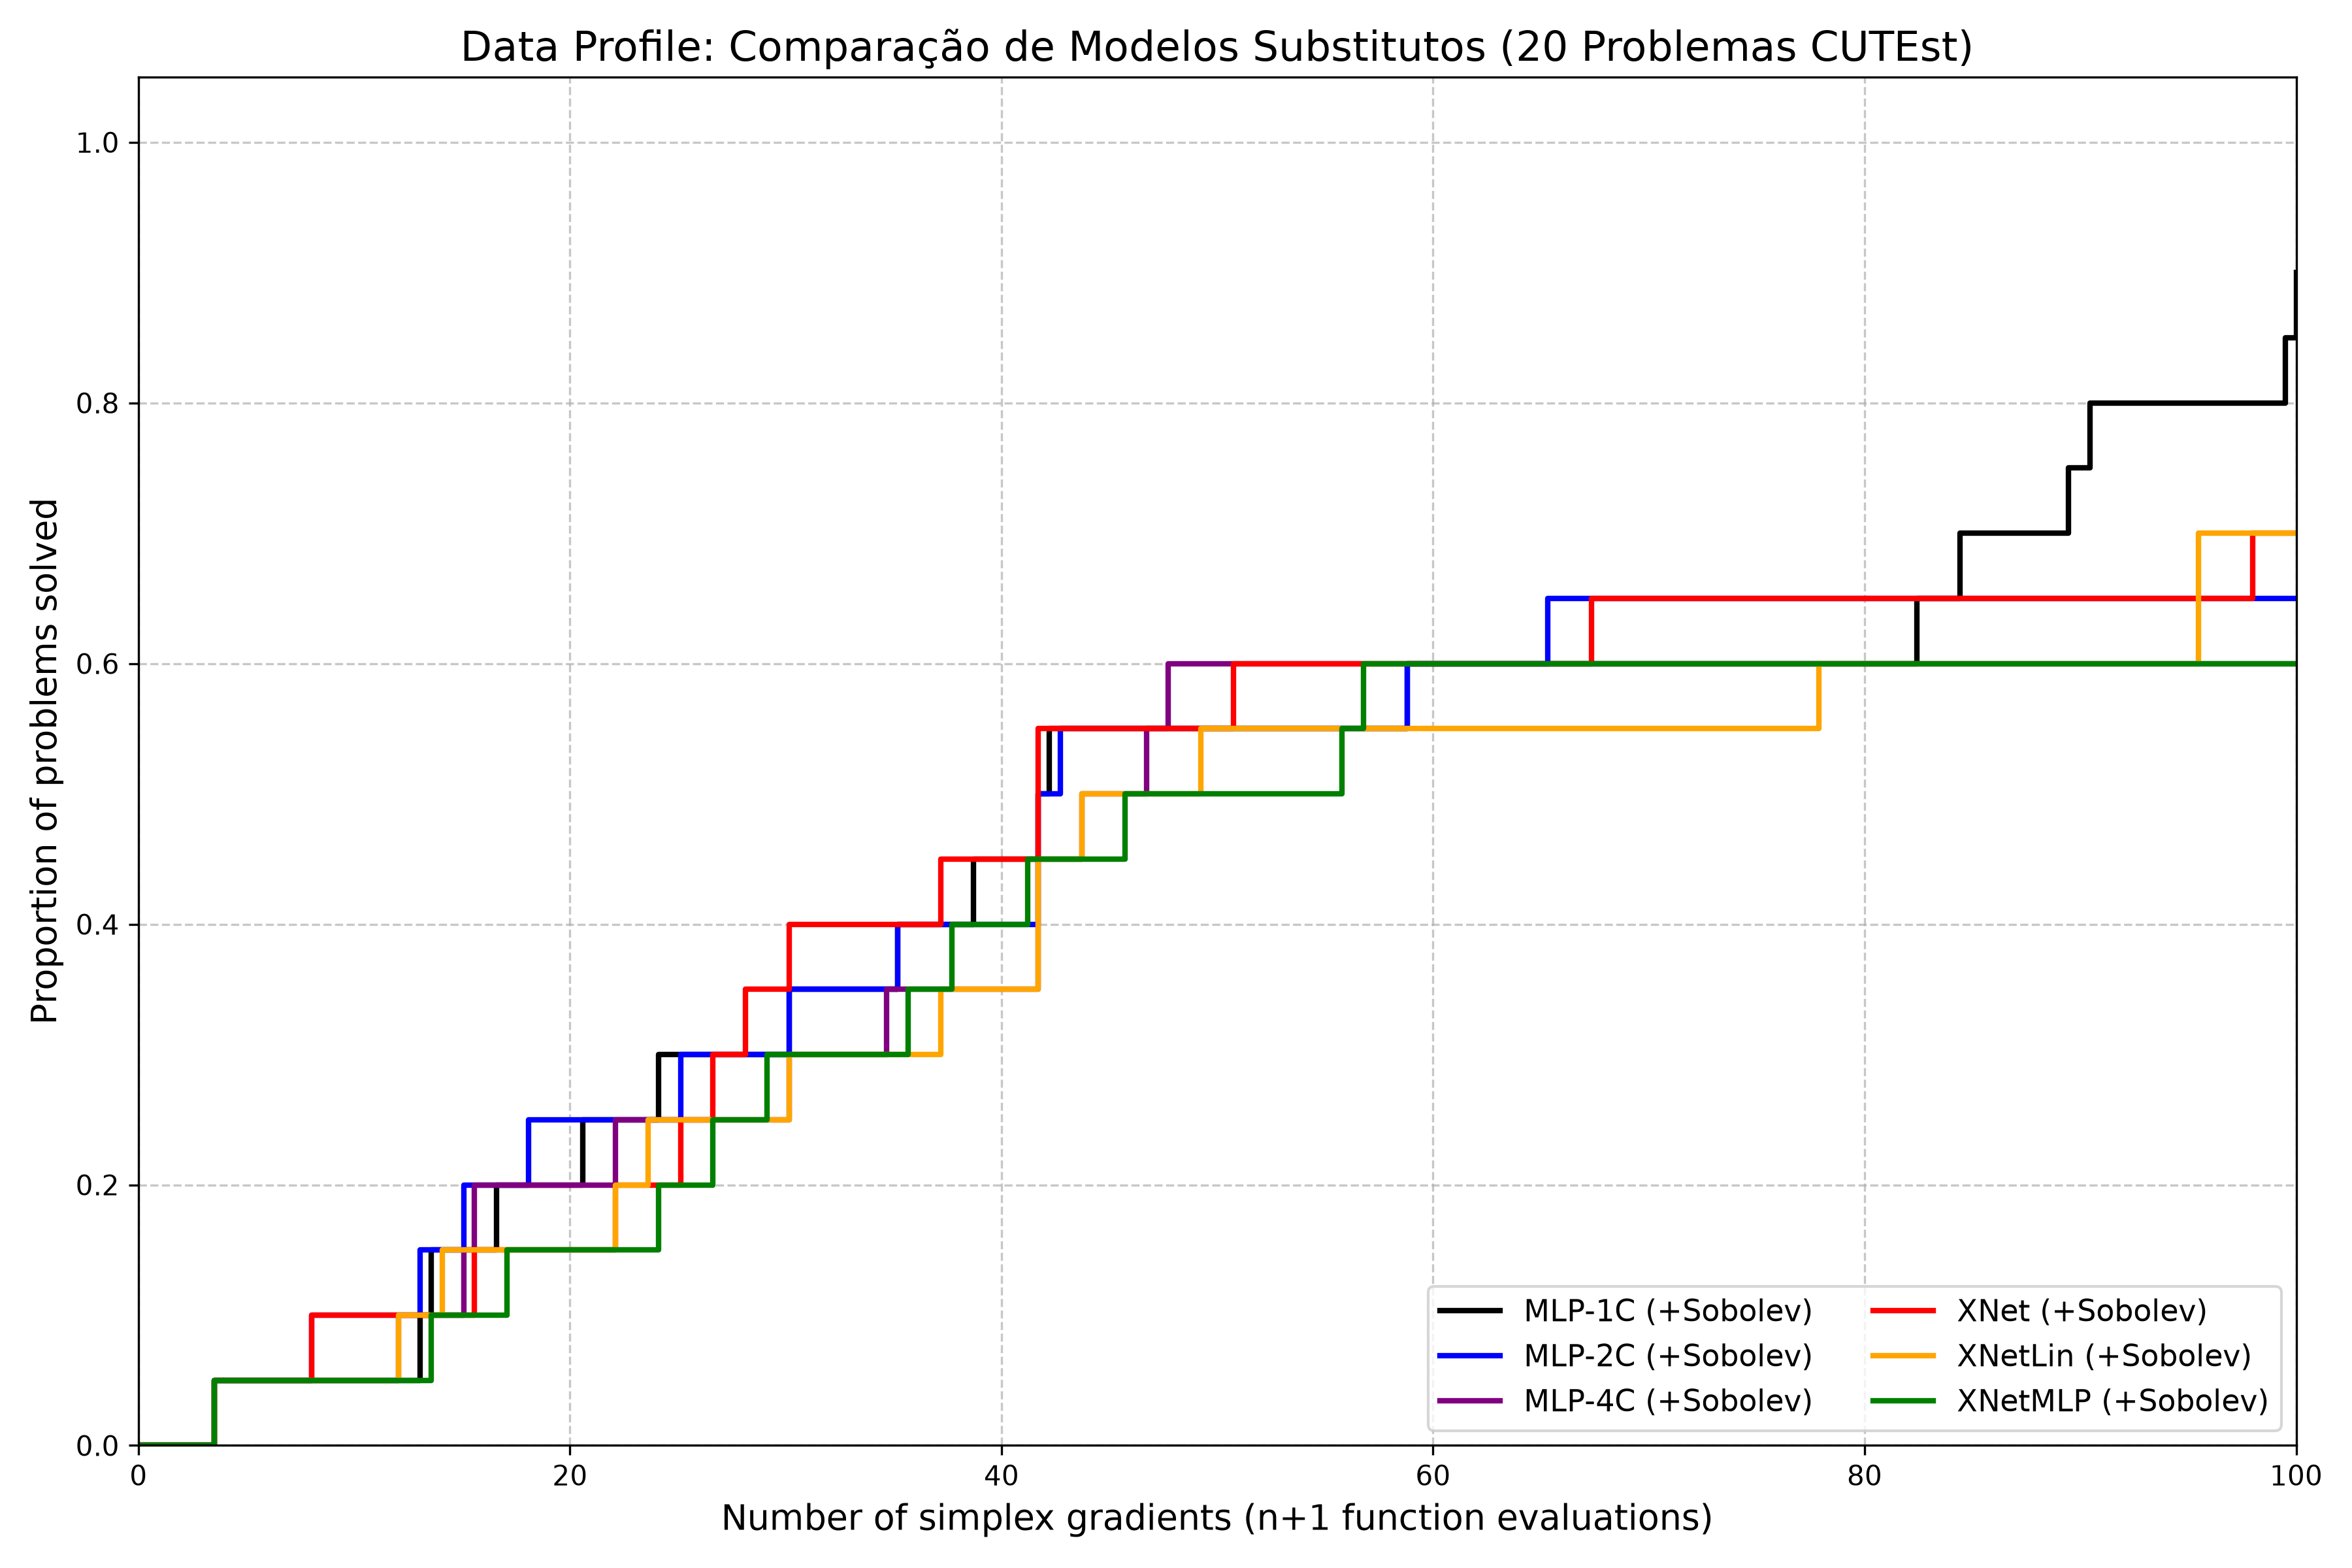 Data Profile: Comparação de Modelos Substitutos (20 Problemas CUTEst)
Proportion of problems solved
1.0
0.8
0.6
0.4
0.2
0.0
0
20
40
60
80
100
Number of simplex gradients (n+1 function evaluations)
MLP-1C (+Sobolev)
MLP-2C (+Sobolev)
MLP-4C (+Sobolev)
XNet (+Sobolev)
XNetLin (+Sobolev)
XNetMLP (+Sobolev)